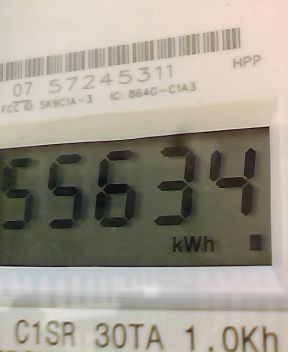 07 57245311
HPP
FCC ID: SK9C1A-3 IC: B64G-C1A3
55634
kWh
C1SR 30TA 1.0Kh